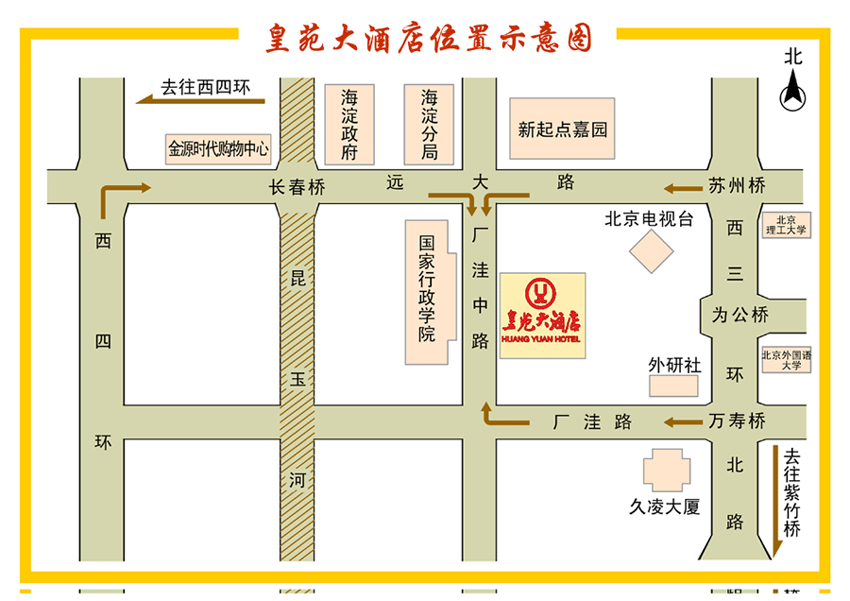 皇苑大酒店位置示意图
北
去往西四环
海淀政府
海淀分局
新起点嘉园
金源时代购物中心
长春桥
远大路
苏州桥
北京电视台
北京
理工大学
西四环
昆玉河
国家行政学院
厂洼中路
皇苑大酒店
HUANG YUAN HOTEL
西三环北路
为公桥
外研社
北京外国语
大学
厂洼路
万寿桥
久凌大厦
去往紫竹桥